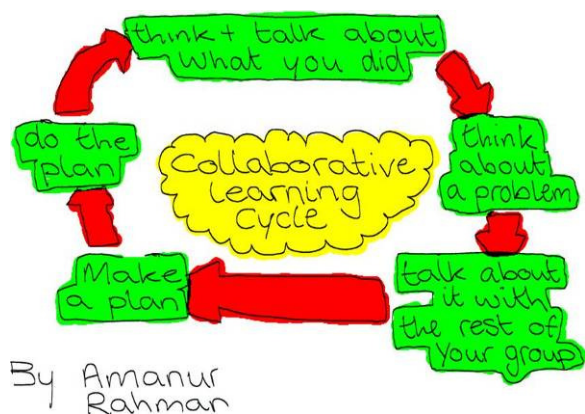 think + talk about
what you did
do the
plan
Collaborative
learning
cycle
think
about
a problem
Make
a plan
talk about
it with
the rest of
your group
By Amanur
Rahman